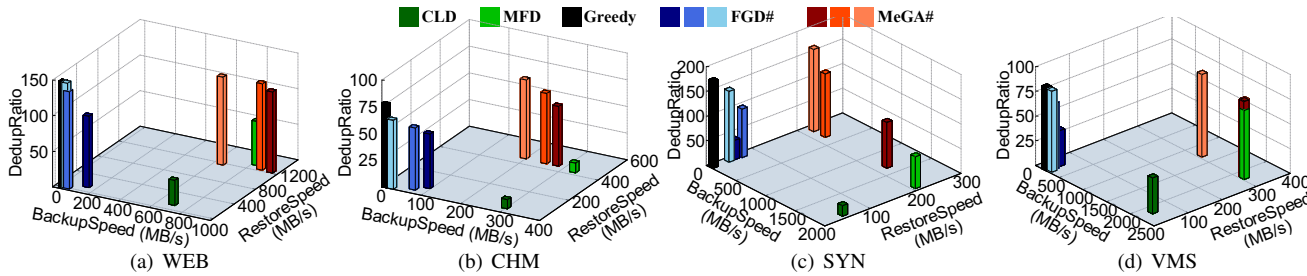 CLD MFD Greedy FGD# MeGA#
DedupRatio
150
100
50
0
200
400
600
800
1000
BackupSpeed (MB/s)
400
800
1200
RestoreSpeed
(MB/s)
(a) WEB
DedupRatio
100
75
50
25
0
100
200
300
400
BackupSpeed (MB/s)
200
400
600
RestoreSpeed
(MB/s)
(b) CHM
DedupRatio
200
150
100
50
0
500
1000
1500
2000
BackupSpeed
(MB/s)
100
200
300
RestoreSpeed
(MB/s)
(c) SYN
DedupRatio
100
75
50
25
0
500
1000
1500
2000
2500
BackupSpeed
(MB/s)
100
200
300
400
RestoreSpeed
(MB/s)
(d) VMS